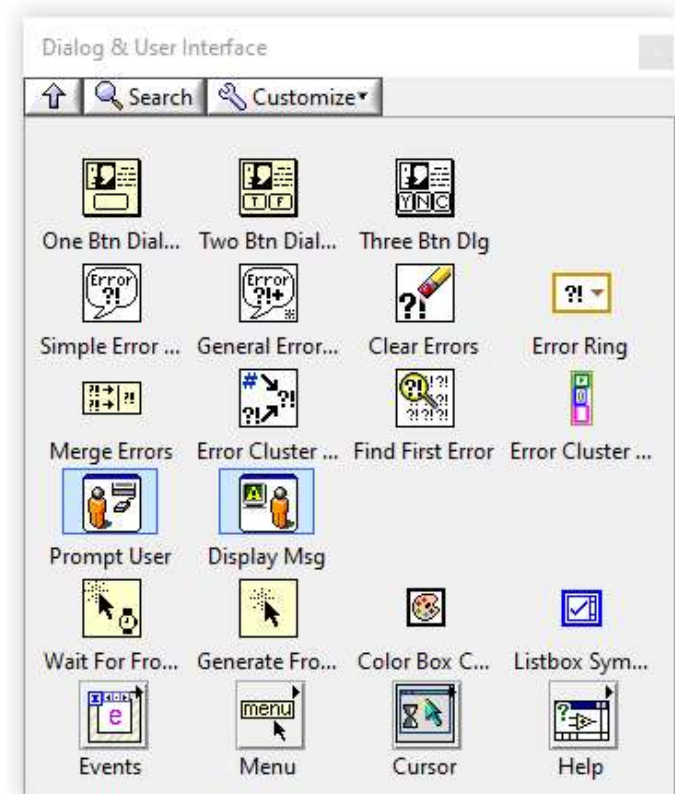 Dialog & User Interface
Search Customize
One Btn Dial... Two Btn Dial... Three Btn Dlg
Simple Error ... General Error... Clear Errors Error Ring
Merge Errors Error Cluster ... Find First Error Error Cluster ...
Prompt User Display Msg
Wait For Fro... Generate Fro... Color Box C... Listbox Sym...
menu
Events Menu Cursor Help